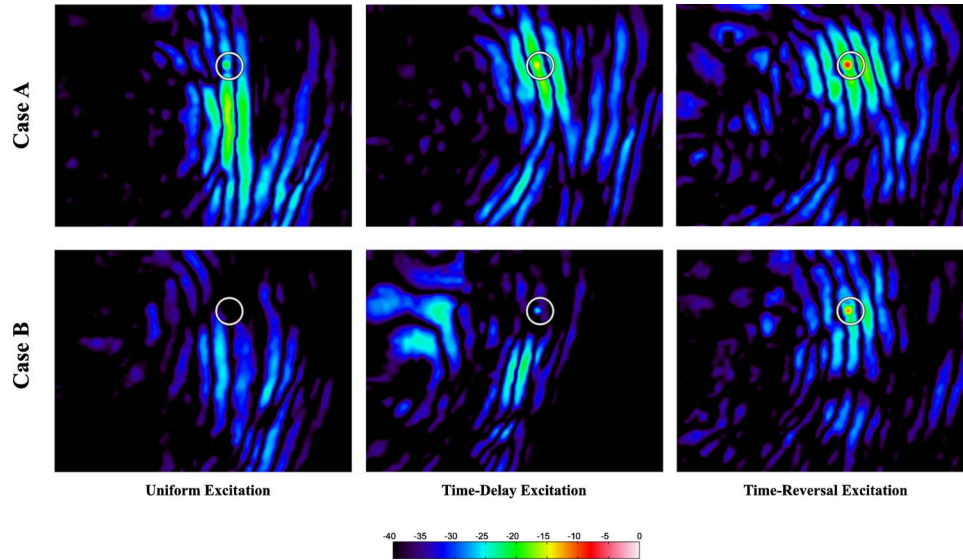 Case A
Case B
Uniform Excitation
Time-Delay Excitation
Time-Reversal Excitation
-40 -35 -30 -25 -20 -15 -10 -5 0